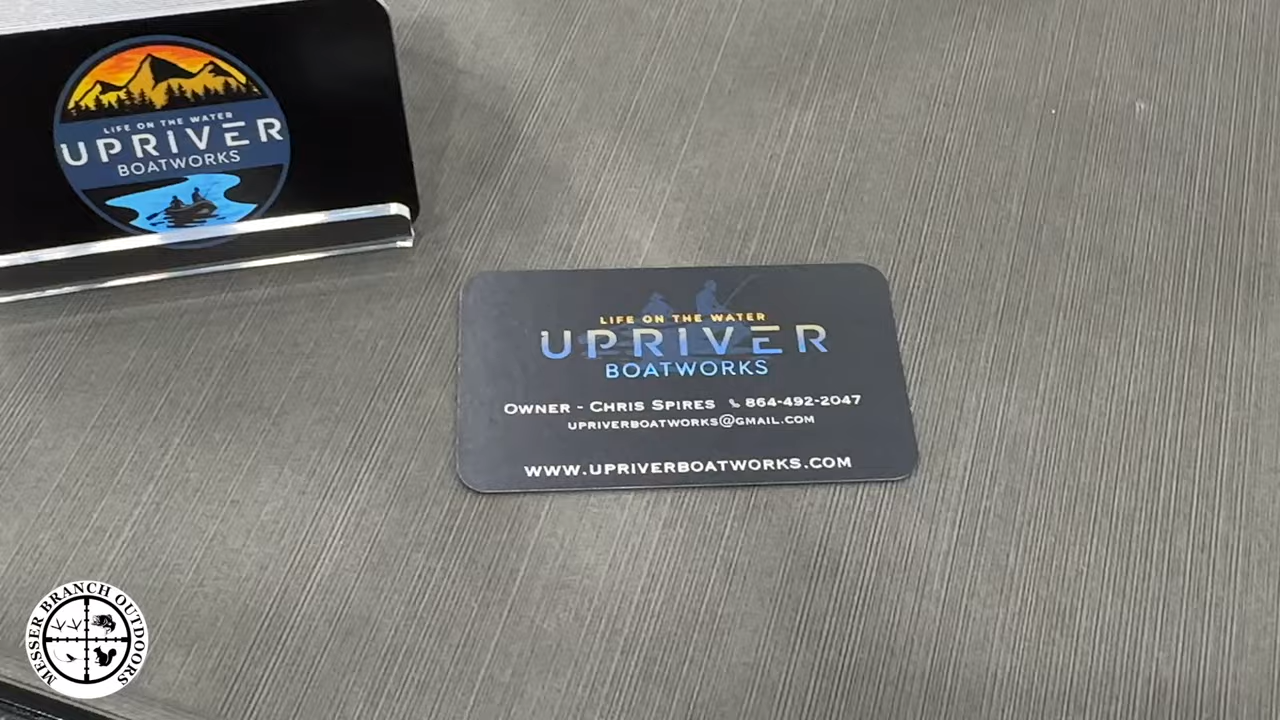 LIFE ON THE WATER
UPRIVER
BOATWORKS
LIFE ON THE WATER
UPRIVER
BOATWORKS
OWNER - CHRIS SPIRES 864-492-2047
UPRIVERBOATWORKS@GMAIL.COM
WWW.UPRIVERBOATWORKS.COM
MESSER BRANCH OUTDOORS